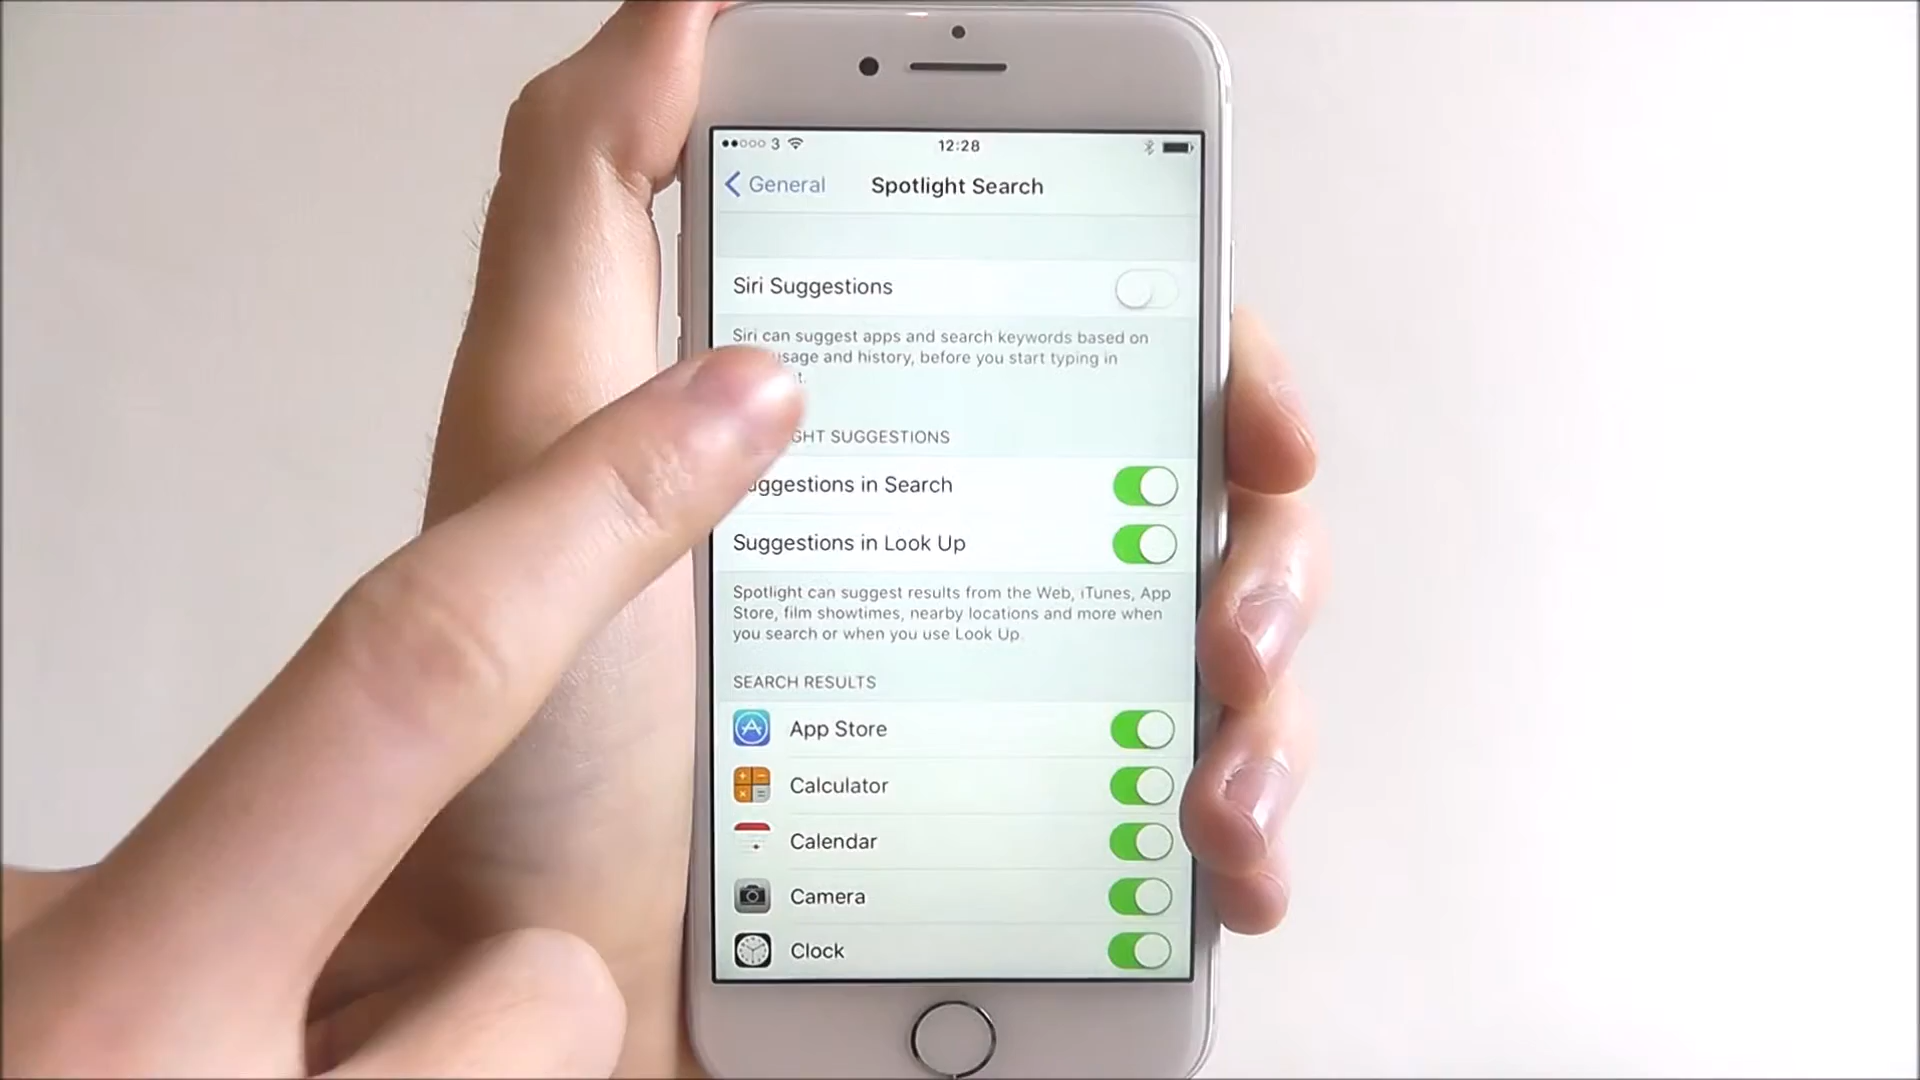 3
12:28
General
Spotlight Search
Siri Suggestions
Siri can suggest apps and search keywords based on
usage and history, before you start typing in
SUGGESTIONS
in Search
Suggestions in Look Up
Spotlight can suggest results from the Web, iTunes, App
Store, film showtimes, nearby locations and more when
you search or when you use Look Up.
SEARCH RESULTS
App Store
Calculator
Calendar
Camera
Clock